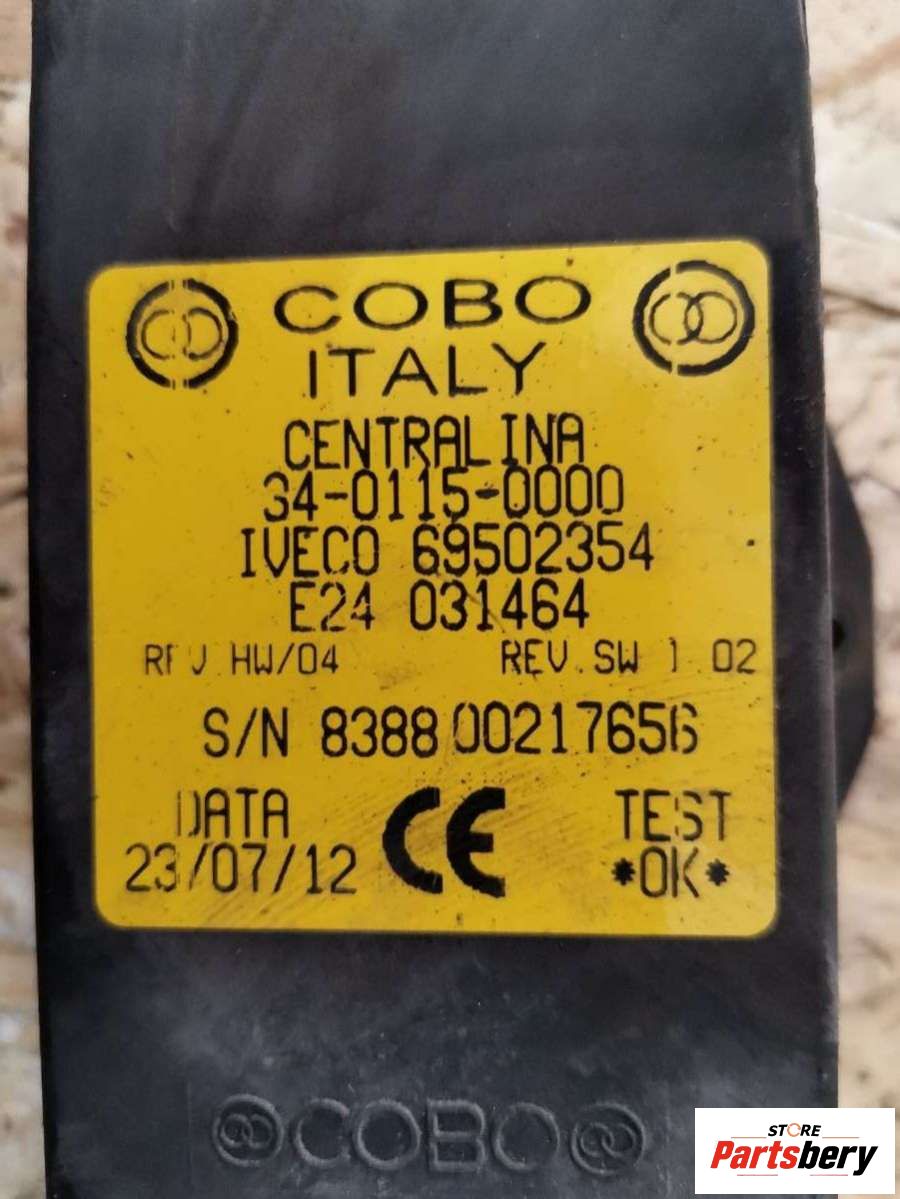 COBO
ITALY
CENTRALINA
34-0115-0000
IVECO 69502354
E24 031464
REV.HW/04 REV.SW 1.02
S/N 8388 00217656
DATA TEST
23/07/12 CE *OK*
COBO
STORE
Partsbery